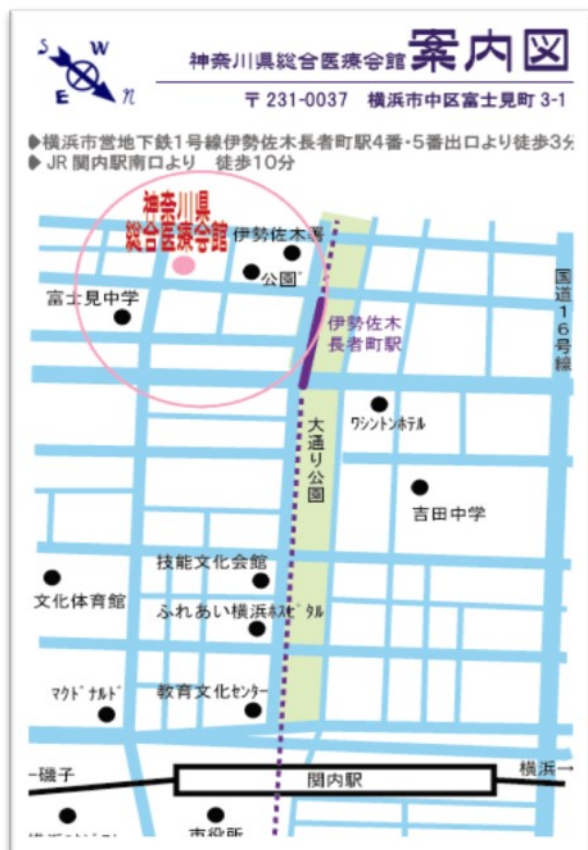 S W
E N
神奈川県総合医療会館 案内図
〒231-0037 横浜市中区富士見町 3-1
横浜市営地下鉄1号線伊勢佐木長者町駅4番・5番出口より徒歩3分
JR 関内駅南口より 徒歩10分
神奈川県
総合医療会館
伊勢佐木署
公園
富士見中学
国道16号線
伊勢佐木
長者町駅
ワシントンホテル
大通り公園
吉田中学
技能文化会館
文化体育館
ふれあい横浜ホスピタル
マクドナルド
教育文化センター
横浜→
磯子
関内駅
市役所